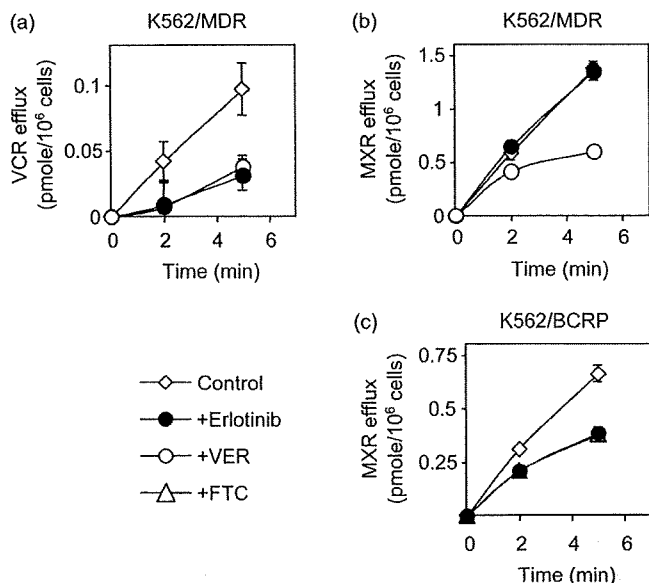 (a)
K562/MDR
VCR efflux
(pmole/10⁶ cells)
0.1
0.05
0
0
2
4
6
Time (min)
(b)
K562/MDR
MXR efflux
(pmole/10⁶ cells)
1.5
1
0.5
0
0
2
4
6
Time (min)
(c)
K562/BCRP
MXR efflux
(pmole/10⁶ cells)
0.75
0.5
0.25
0
2
4
6
Time (min)
Control
+Erlotinib
+VER
+FTC